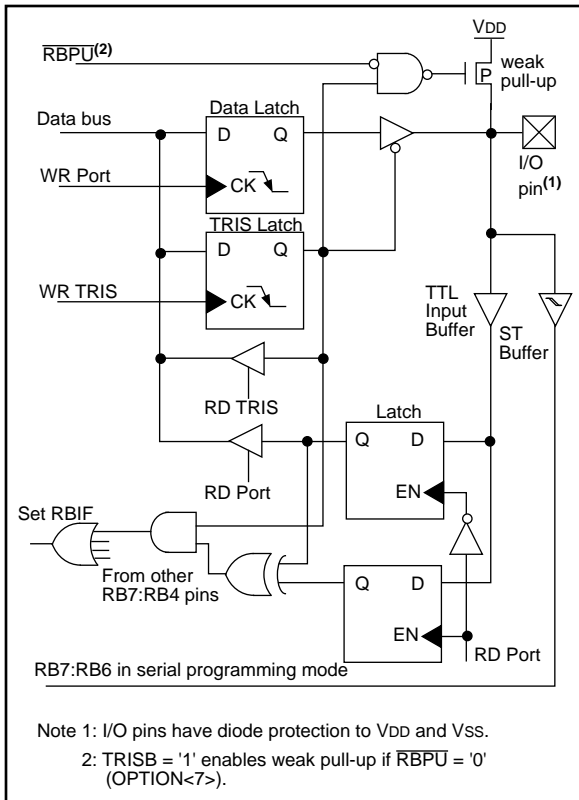 VDD
RBPU(2)
weak
pull-up
P
Data Latch
Data bus
D Q
I/O
pin(1)
WR Port
CK
TRIS Latch
D Q
WR TRIS
CK
TTL
Input
Buffer
ST
Buffer
RD TRIS
Latch
Q D
RD Port
EN
Set RBIF
From other
RB7:RB4 pins
Q D
EN
RD Port
RB7:RB6 in serial programming mode
Note 1: I/O pins have diode protection to VDD and VSS.
2: TRISB = '1' enables weak pull-up if RBPU = '0'
(OPTION<7>).